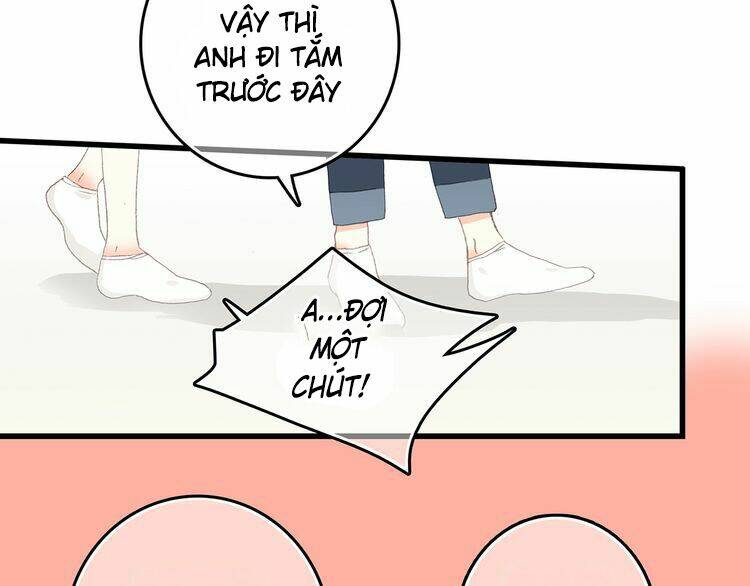 VẬY THÌ
ANH ĐI TẮM
TRƯỚC ĐÂY
A...ĐỢI
MỘT
CHÚT!